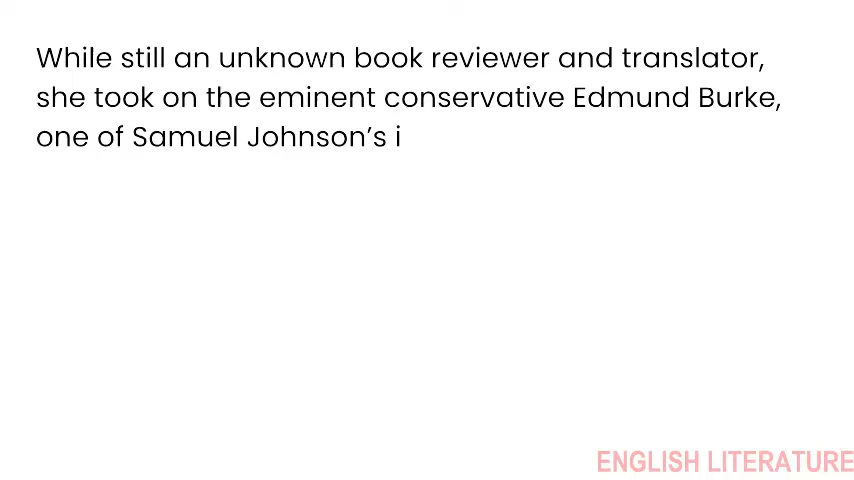 While still an unknown book reviewer and translator,
she took on the eminent conservative Edmund Burke,
one of Samuel Johnson’s i
ENGLISH LITERATURE